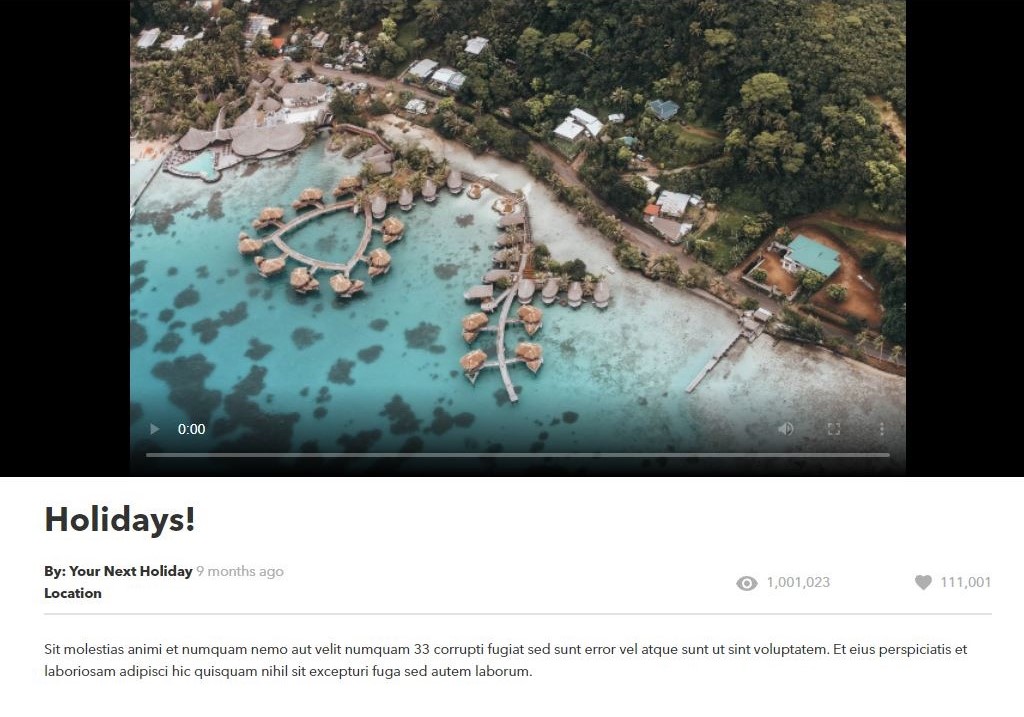 0:00
Holidays!
By: Your Next Holiday 9 months ago
Location
1,001,023
111,001
Sit molestias animi et numquam nemo aut velit numquam 33 corrupti fugiat sed sunt error vel atque sunt ut sint voluptatem. Et eius perspiciatis et
laboriosam adipisci hic quisquam nihil sit excepturi fuga sed autem laborum.